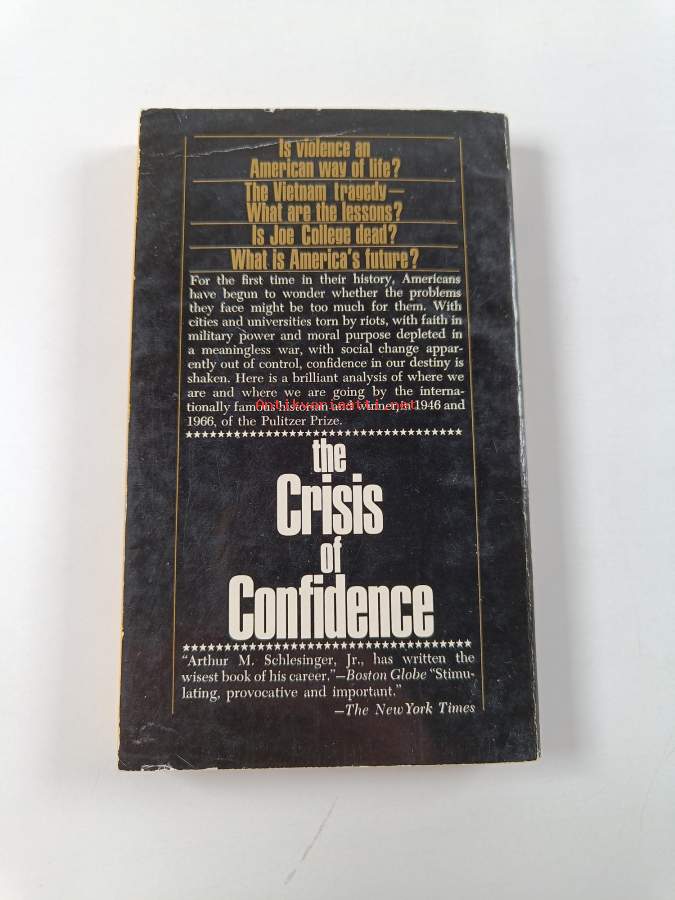 Is violence an
American way of life?
The Vietnam tragedy—
What are the lessons?
Is Joe College dead?
What is America's future?
For the first time in their history, Americans
have begun to wonder whether the problems
they face might be too much for them. With
cities and universities torn by riots, with faith in
military power and moral purpose depleted in
a meaningless war, with social change appar-
ently out of control, confidence in our destiny is
shaken. Here is a brilliant analysis of where we
are and where we are going by the interna-
tionally famous historian and winner, in 1946 and
1966, of the Pulitzer Prize.
the
Crisis
of
Confidence
"Arthur M. Schlesinger, Jr., has written the
wisest book of his career."—Boston Globe "Stimu-
lating, provocative and important."
—The New York Times